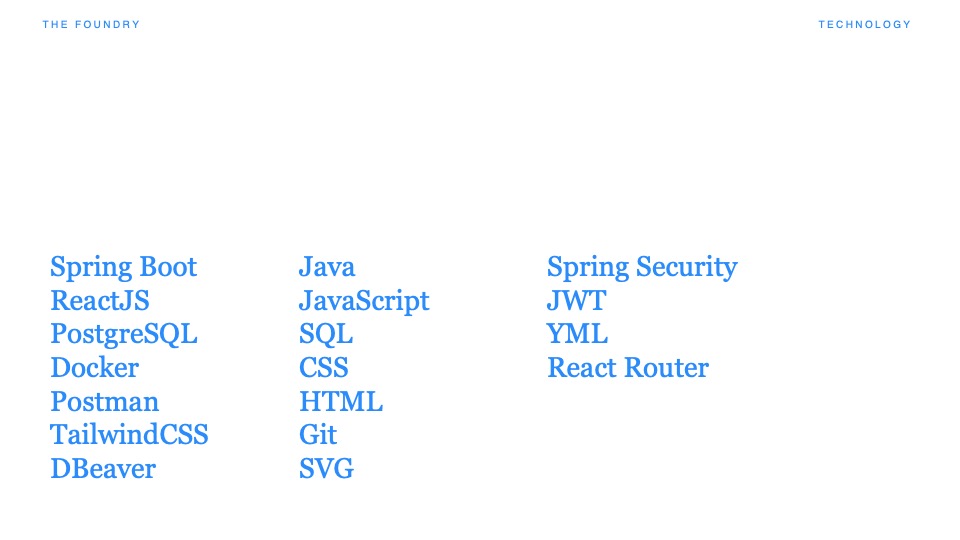 THE FOUNDRY
TECHNOLOGY
Spring Boot
ReactJS
PostgreSQL
Docker
Postman
TailwindCSS
DBeaver
Java
JavaScript
SQL
CSS
HTML
Git
SVG
Spring Security
JWT
YML
React Router